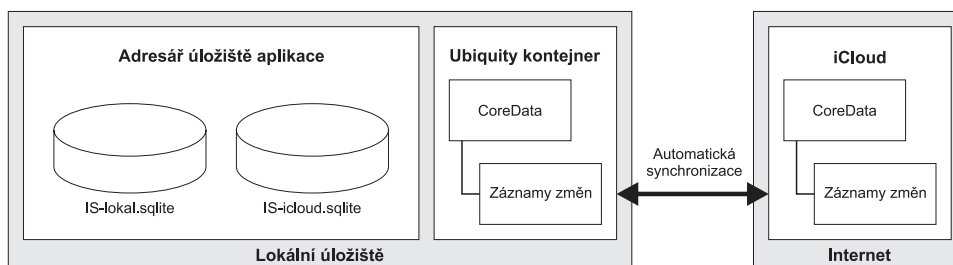 Adresář úložiště aplikace
IS-lokal.sqlite
IS-icloud.sqlite
Ubiquity kontejner
CoreData
Záznamy změn
Lokální úložiště
Automatická
synchronizace
iCloud
CoreData
Záznamy změn
Internet